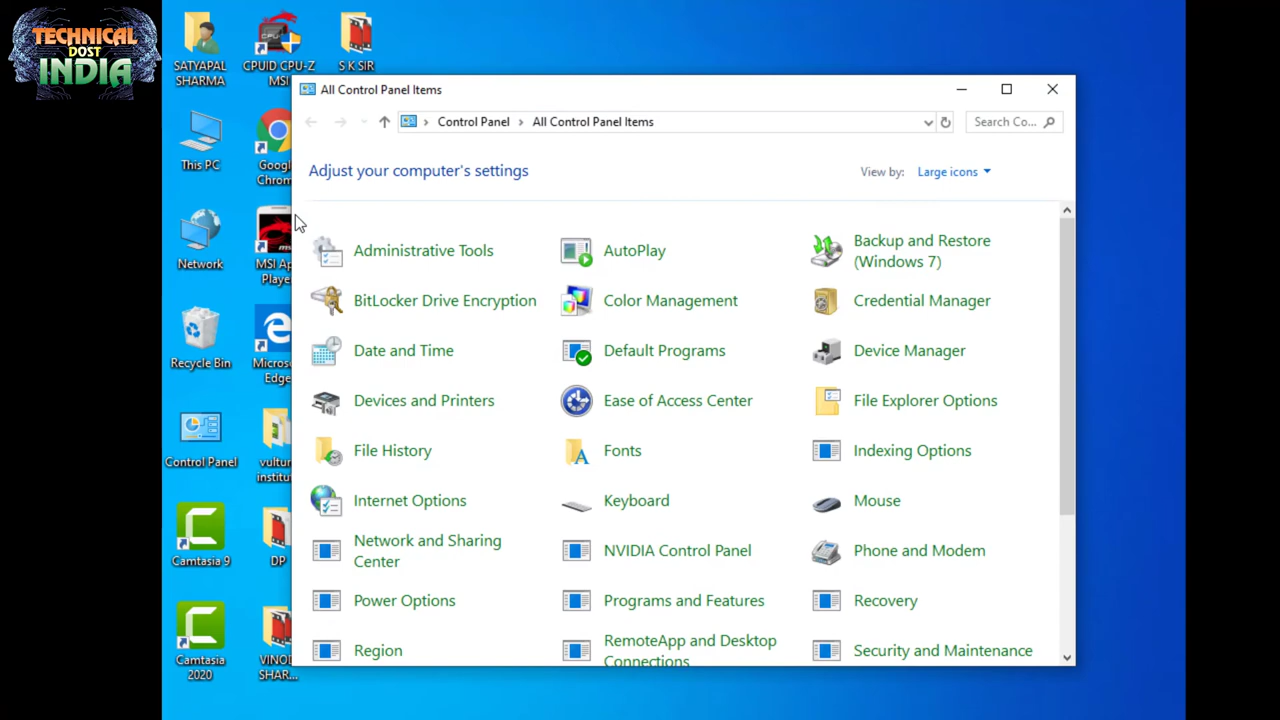 TECHNICAL
DOST
INDIA
SATYAPAL
SHARMA
CPUID CPU-Z
MSI
S K SIR
This PC
Googl
Chrom
Network
MSI Ap
Player
Recycle Bin
Micros
Edge
Control Panel
vultur
institu
Camtasia 9
DP
Camtasia
2020
VINOD
SHAR...
All Control Panel Items
Control Panel
All Control Panel Items
Search Co...
Adjust your computer's settings
View by:
Large icons
Administrative Tools
AutoPlay
Backup and Restore
(Windows 7)
BitLocker Drive Encryption
Color Management
Credential Manager
Date and Time
Default Programs
Device Manager
Devices and Printers
Ease of Access Center
File Explorer Options
File History
Fonts
Indexing Options
Internet Options
Keyboard
Mouse
Network and Sharing
Center
NVIDIA Control Panel
Phone and Modem
Power Options
Programs and Features
Recovery
Region
RemoteApp and Desktop
Connections
Security and Maintenance